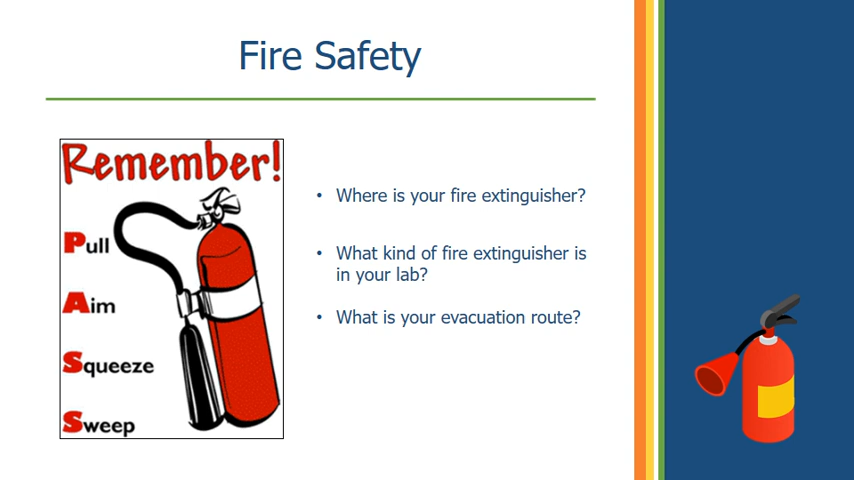 Fire Safety
Remember!
Pull
Aim
Squeeze
Sweep
• Where is your fire extinguisher?
• What kind of fire extinguisher is
in your lab?
• What is your evacuation route?